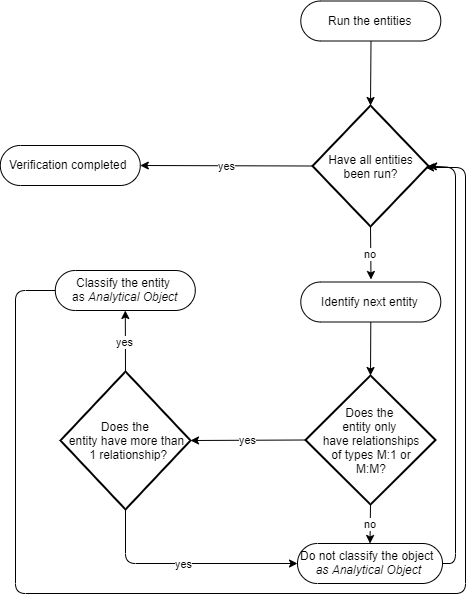 Run the entities
Have all entities
been run?
yes
Verification completed
no
Classify the entity
as Analytical Object
Identify next entity
yes
Does the
entity have more than
1 relationship?
yes
Does the
entity only
have relationships
of types M:1 or
M:M?
no
yes
Do not classify the object
as Analytical Object